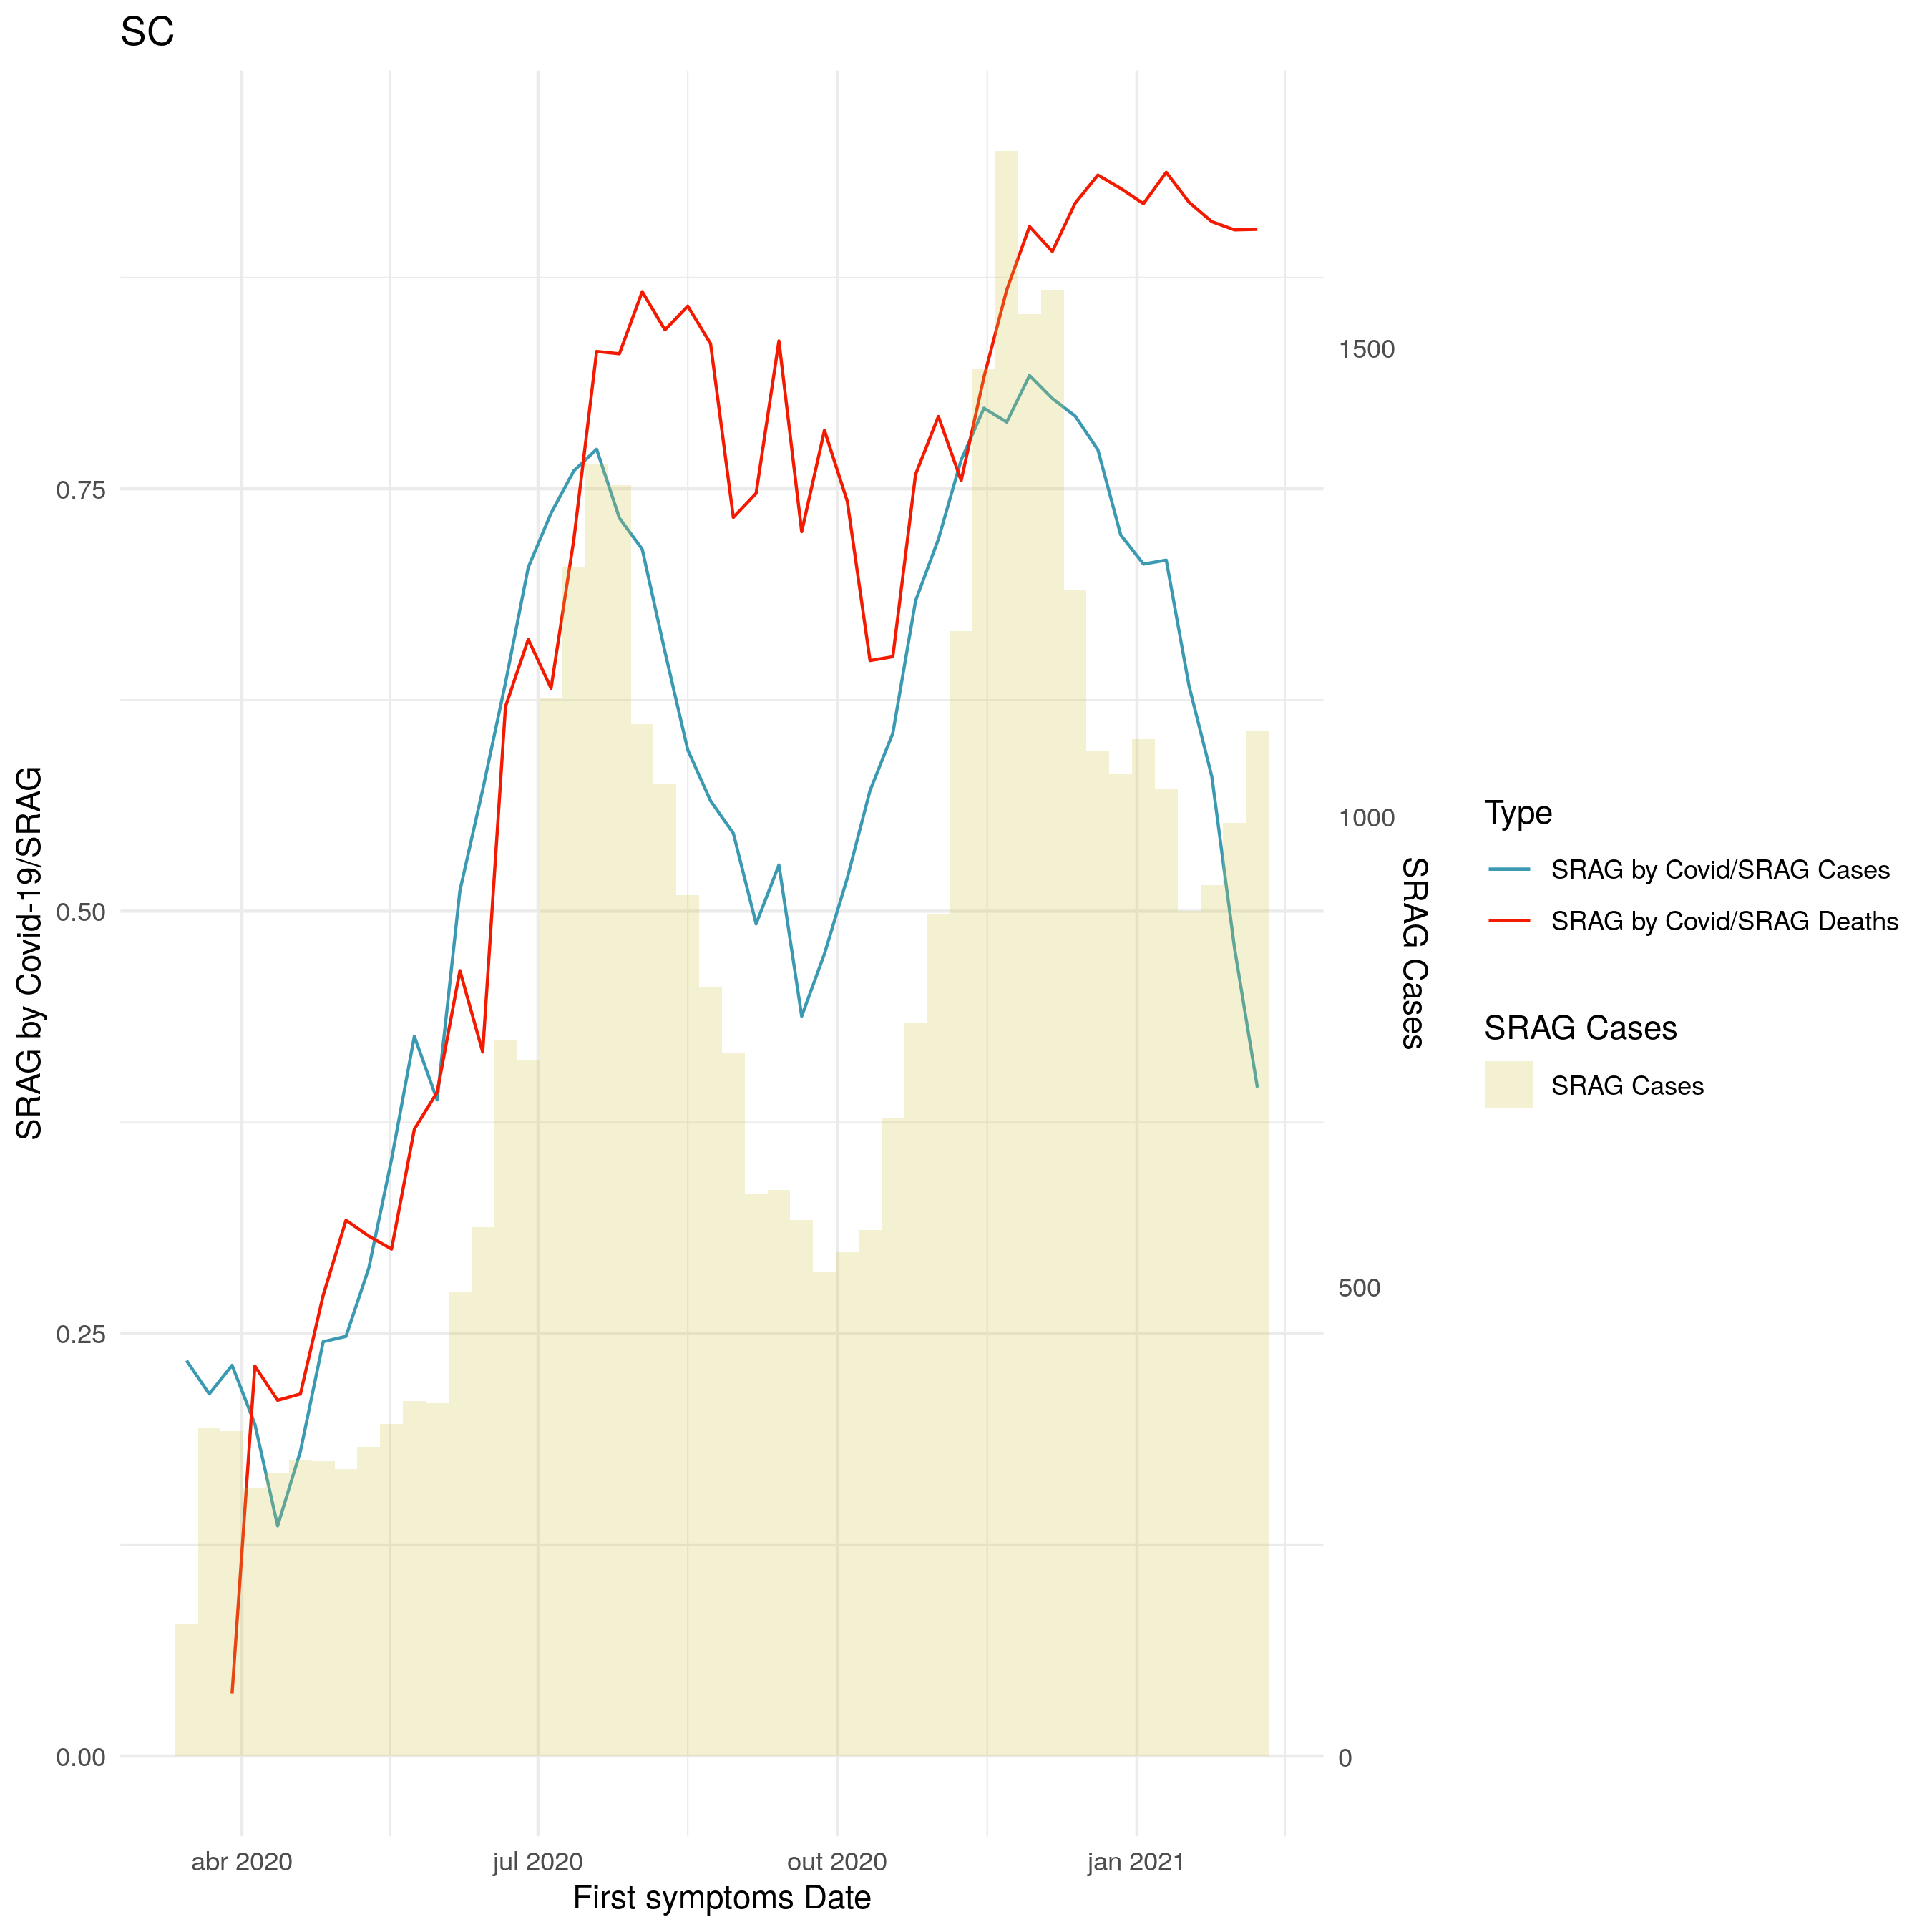 SC
SRAG by Covid-19/SRAG
0.75
0.50
0.25
0.00
1500
1000
500
0
SRAG Cases
abr 2020
jul 2020
out 2020
jan 2021
First symptoms Date
Type
SRAG by Covid/SRAG Cases
SRAG by Covid/SRAG Deaths
SRAG Cases
SRAG Cases